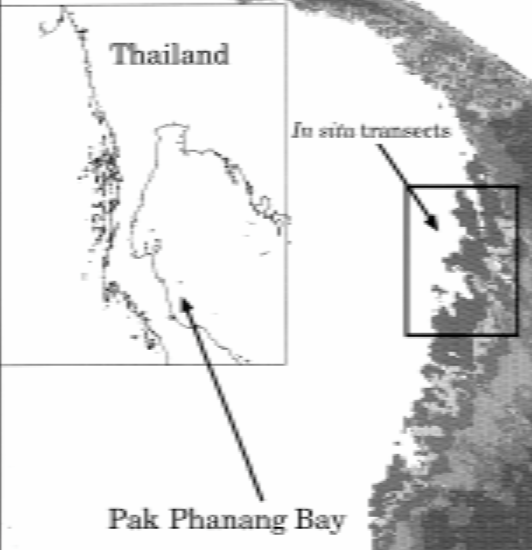 Thailand
In situ transects
Pak Phanang Bay